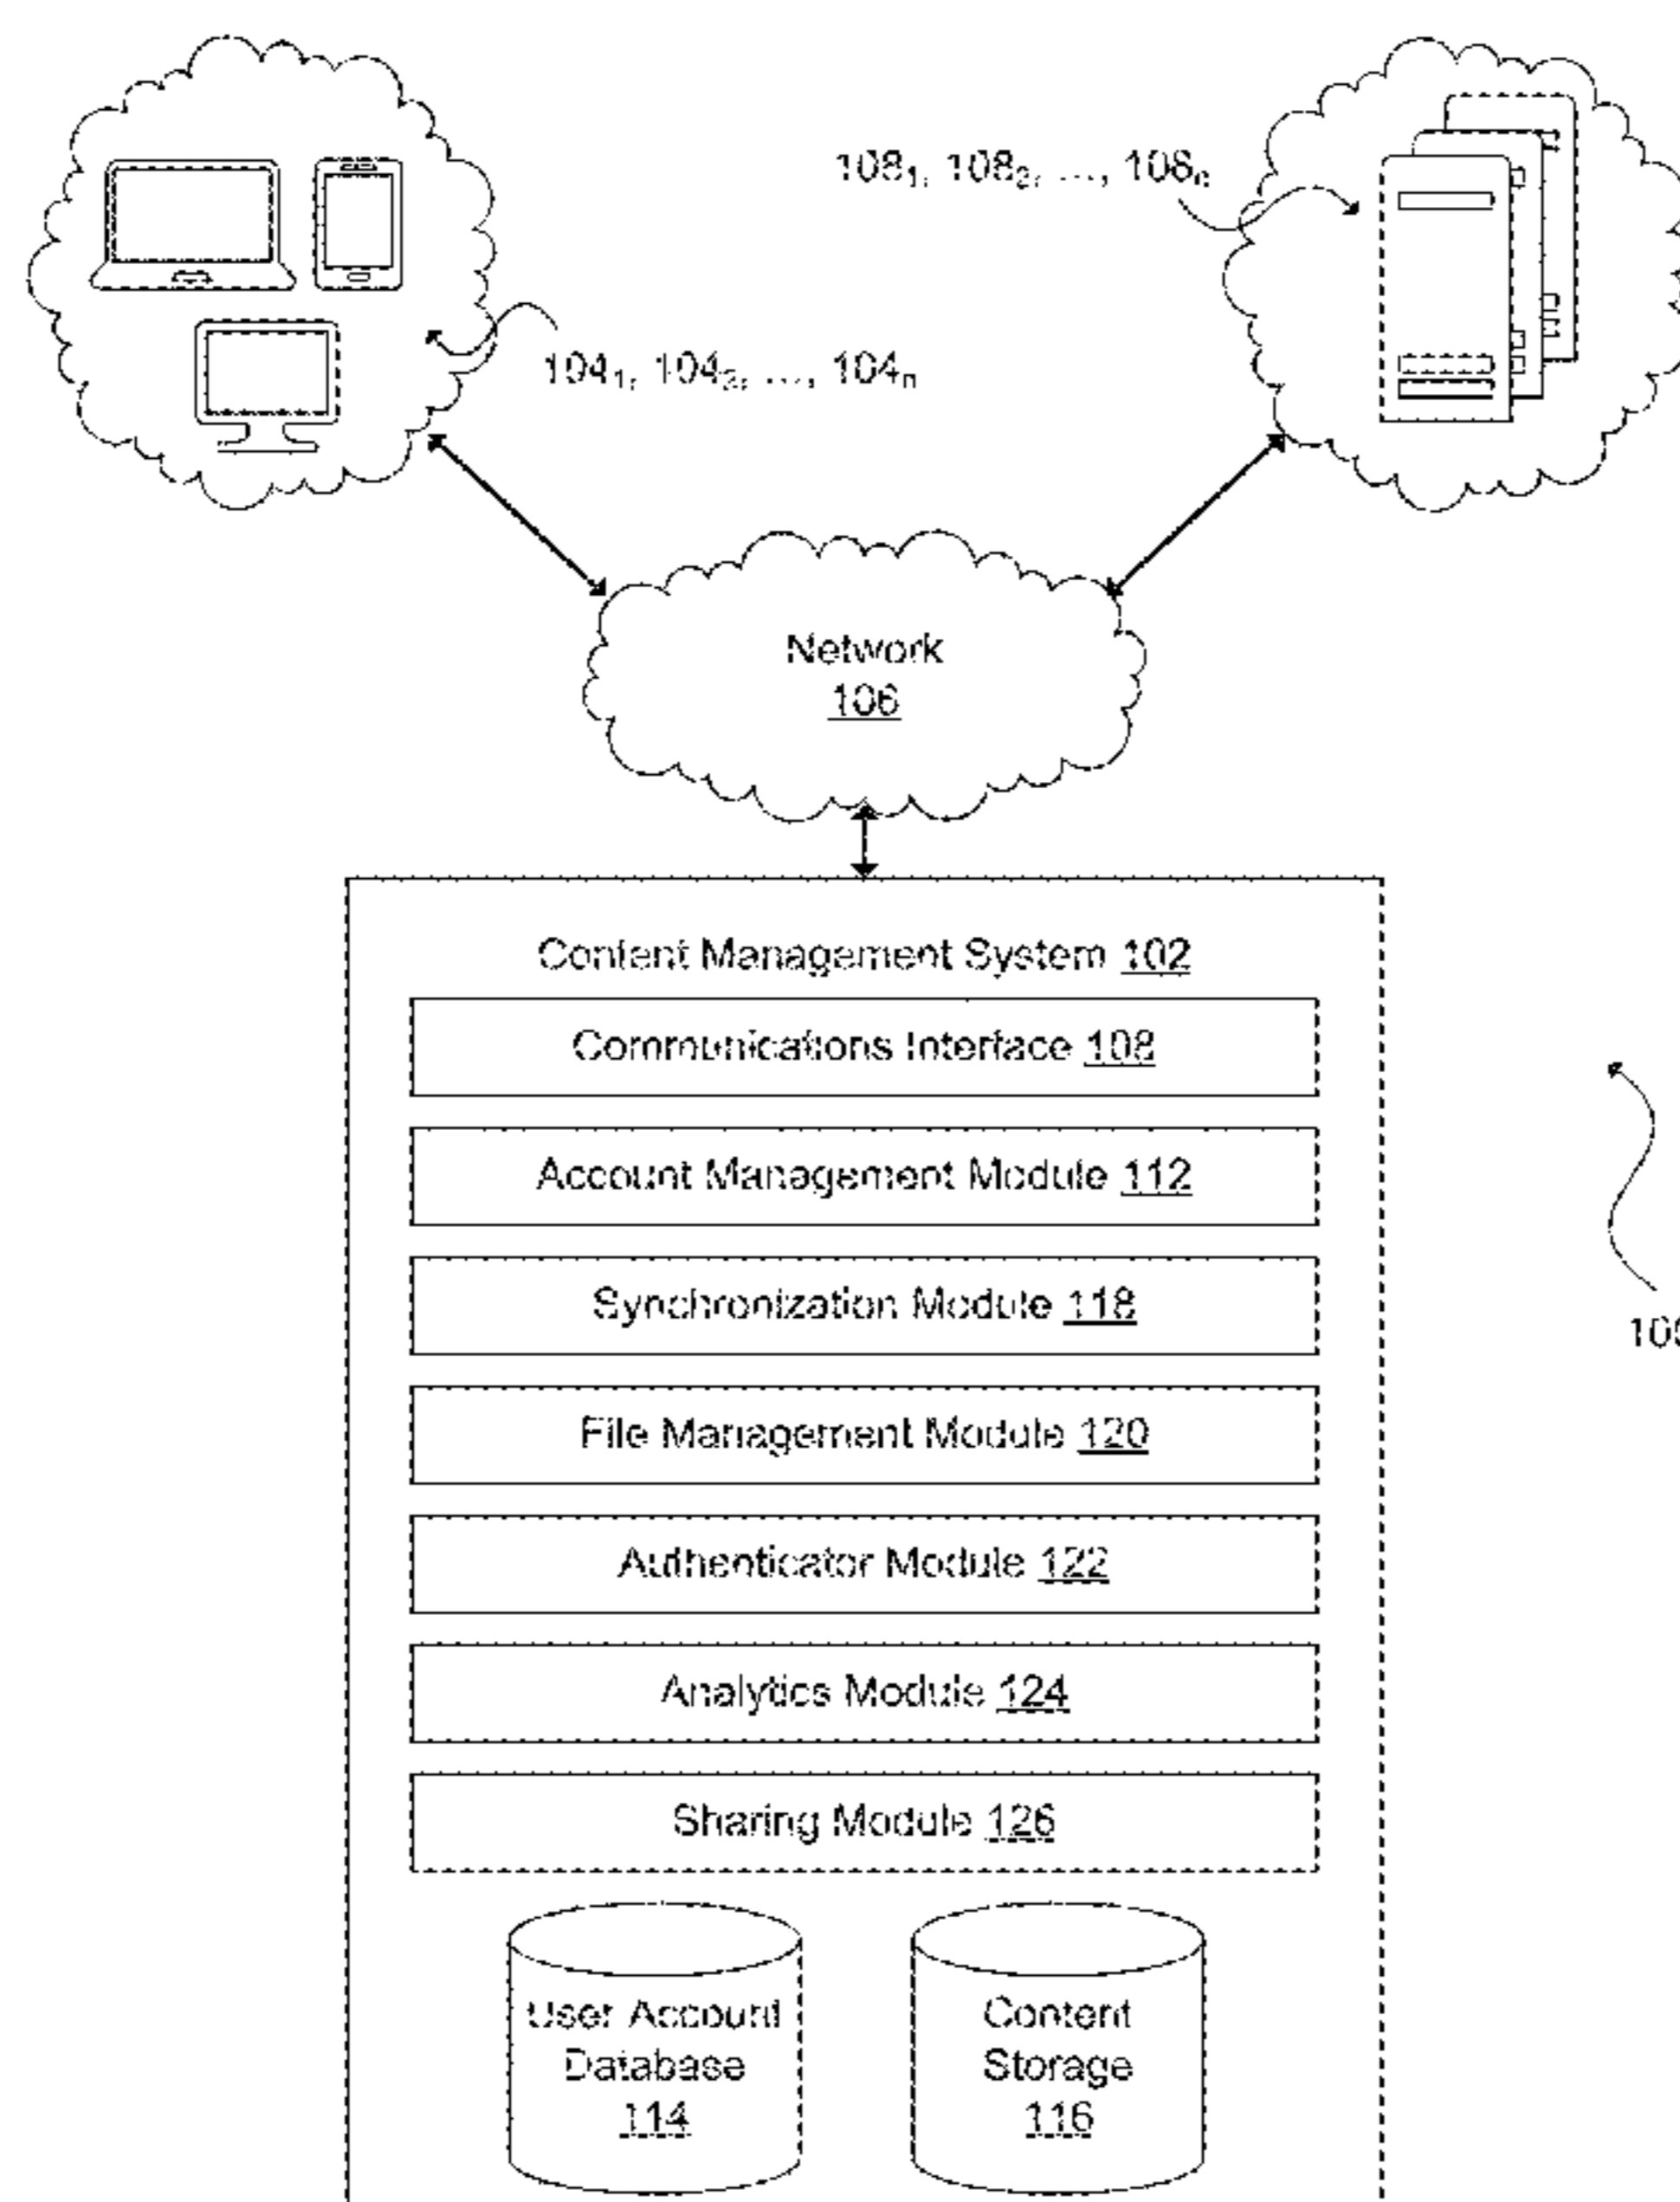 108₁, 108₂, ..., 108ₙ
104₁, 104₂, ..., 104ₙ
Network
106
Content Management System 102
Communications Interface 108
Account Management Module 112
Synchronization Module 118
File Management Module 120
Authenticator Module 122
Analytics Module 124
Sharing Module 126
User Account
Database
114
Content
Storage
116